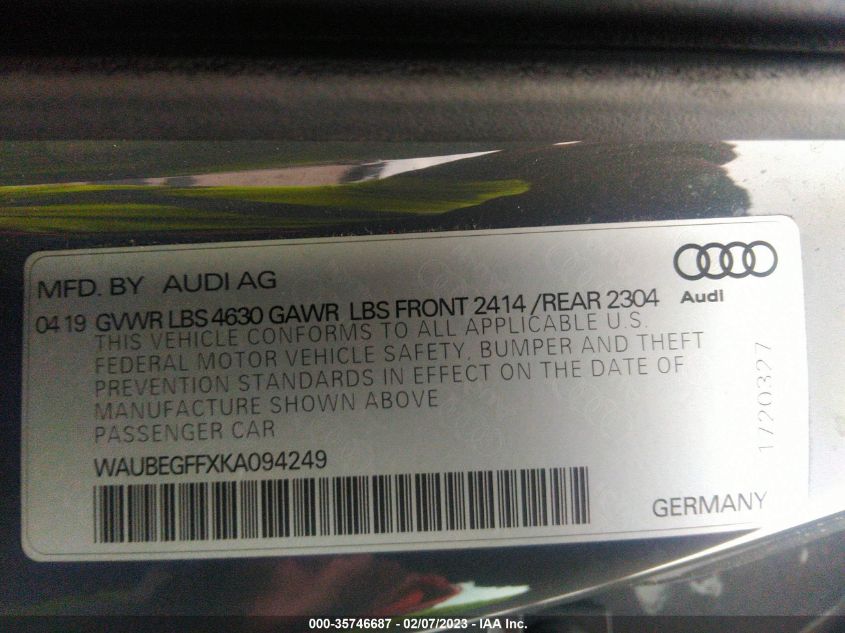 MFD. BY AUDI AG
Audi
04 19 GVWR LBS 4630 GAWR LBS FRONT 2414 /REAR 2304
THIS VEHICLE CONFORMS TO ALL APPLICABLE U.S.
FEDERAL MOTOR VEHICLE SAFETY, BUMPER AND THEFT
PREVENTION STANDARDS IN EFFECT ON THE DATE OF
MANUFACTURE SHOWN ABOVE
PASSENGER CAR
1720327
WAUBEGFFXKA094249
GERMANY
000-35746687 - 02/07/2023 - IAA Inc.